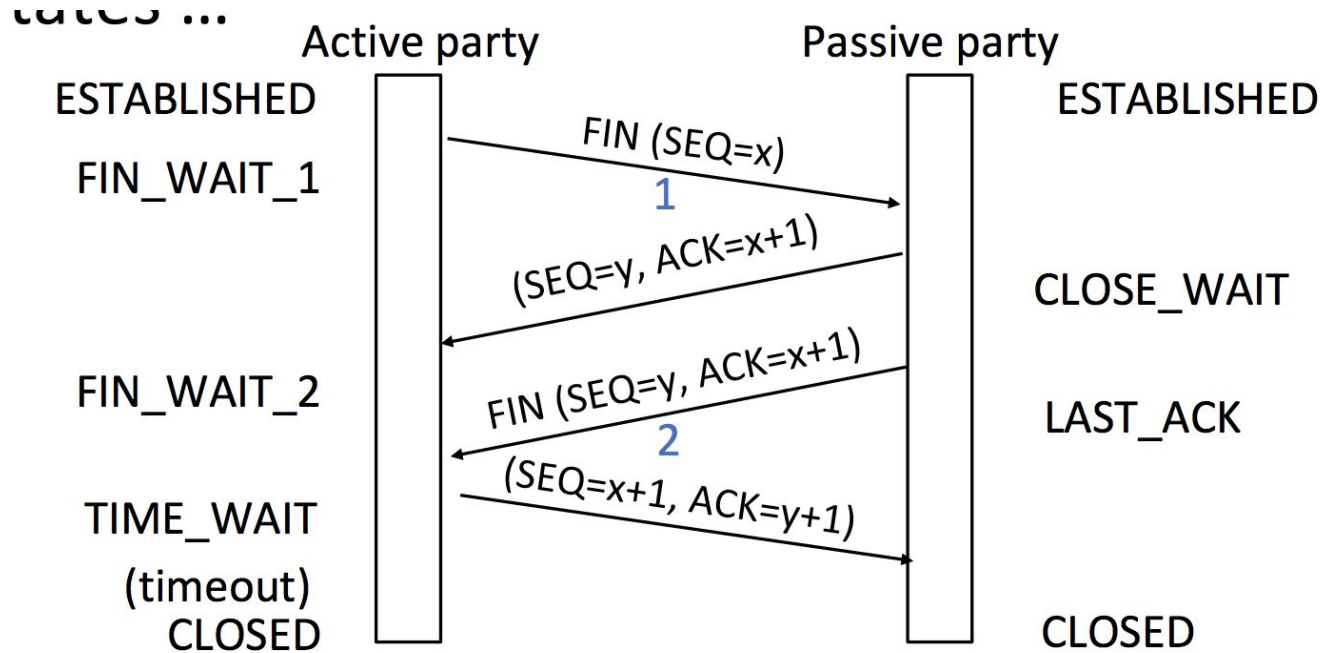 Active party
Passive party
ESTABLISHED
ESTABLISHED
FIN (SEQ=x)
FIN_WAIT_1
1
(SEQ=y, ACK=x+1)
CLOSE_WAIT
FIN (SEQ=y, ACK=x+1)
FIN_WAIT_2
LAST_ACK
2
(SEQ=x+1, ACK=y+1)
TIME_WAIT
(timeout)
CLOSED
CLOSED